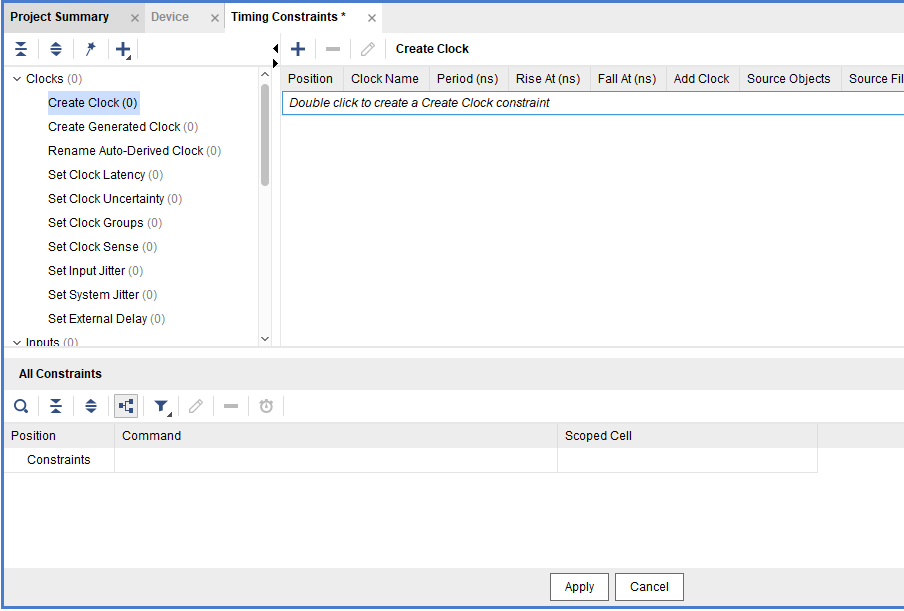 Project Summary × Device × Timing Constraints * ×
Create Clock
Position Clock Name Period (ns) Rise At (ns) Fall At (ns) Add Clock Source Objects Source Fil
Double click to create a Create Clock constraint
Clocks (0)
Create Clock (0)
Create Generated Clock (0)
Rename Auto-Derived Clock (0)
Set Clock Latency (0)
Set Clock Uncertainty (0)
Set Clock Groups (0)
Set Clock Sense (0)
Set Input Jitter (0)
Set System Jitter (0)
Set External Delay (0)
Inputs (0)
All Constraints
Position Command Scoped Cell
Constraints
Apply Cancel